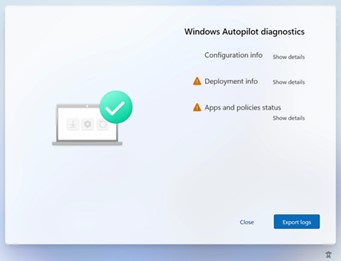 Windows Autopilot diagnostics
Configuration info
Show details
Deployment info
Show details
Apps and policies status
Show details
Close
Export logs